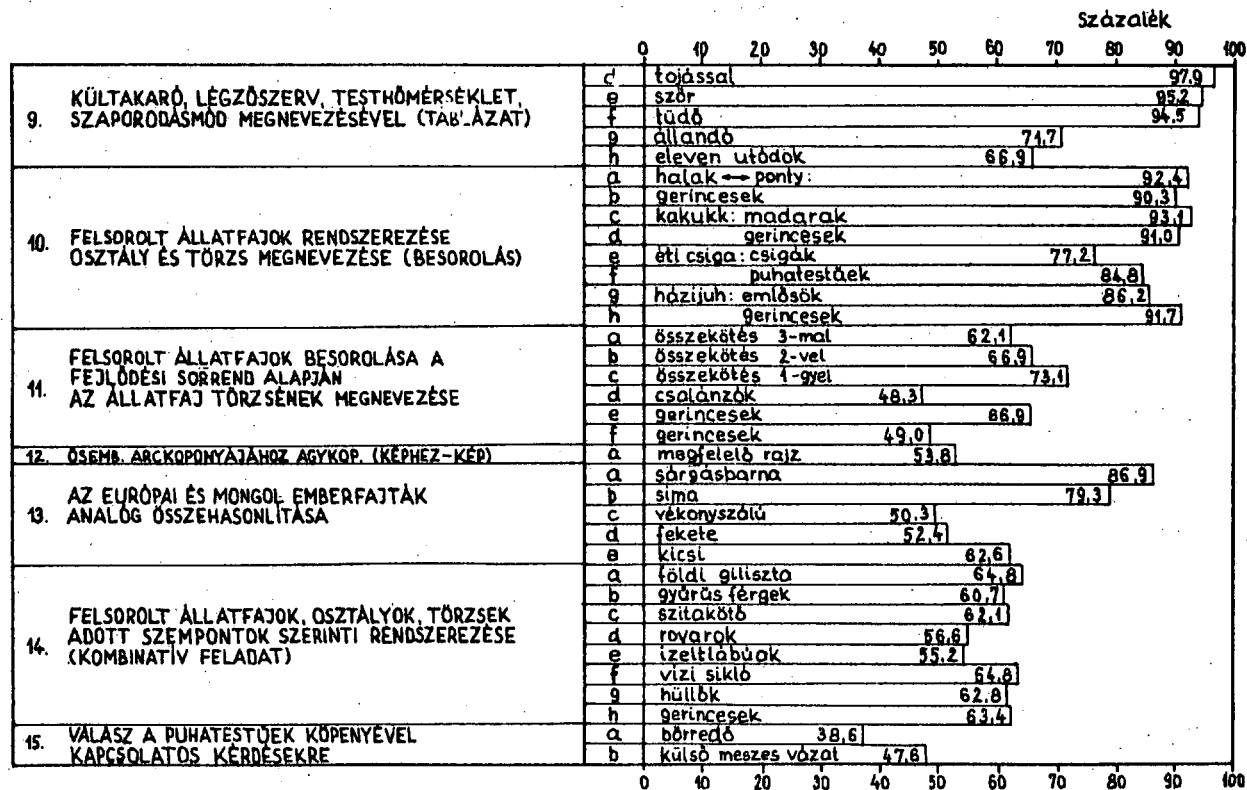 Százalék
0 10 20 30 40 50 60 70 80 90 100
9. KÜLTAKARÓ, LÉGZŐSZERV, TESTHŐMÉRSÉKLET,
SZAPORODÁSMÓD MEGNEVEZÉSÉVEL (TÁBLÁZAT)
d tojással 97,9
e szőr 95,2
f tüdő 94,5
g állandó 71,7
h eleven utódok 66,9
10. FELSOROLT ÁLLATFAJOK RENDSZEREZÉSE
OSZTÁLY ÉS TÖRZS MEGNEVEZÉSE (BESOROLÁS)
a halak ↔ ponty: 92,4
b gerincesek 90,3
c kakukk: madarak 93,1
d gerincesek 91,0
e éti csiga: csigák 77,2
f puhatestűek 84,8
g házijuh: emlősök 86,2
h gerincesek 91,7
11. FELSOROLT ÁLLATFAJOK BESOROLÁSA A
FEJLŐDÉSI SORREND ALAPJÁN
AZ ÁLLATFAJ TÖRZSÉNEK MEGNEVEZÉSE
a összekötés 3-mal 62,1
b összekötés 2-vel 66,9
c összekötés 1-gyel 73,1
d csalánzók 48,3
e gerincesek 66,9
f gerincesek 49,0
12. ŐSEMB. ARCKOPONYÁJÁHOZ AGYKOP. (KÉPHEZ-KÉP)
a megfelelő rajz 53,8
13. AZ EURÓPAI ÉS MONGOL EMBERFAJTÁK
ANALÓG ÖSSZEHASONLÍTÁSA
a sárgásbarna 86,9
b sima 79,3
c vékonyszálú 50,3
d fekete 52,4
e kicsi 62,6
14. FELSOROLT ÁLLATFAJOK, OSZTÁLYOK, TÖRZSEK
ADOTT SZEMPONTOK SZERINTI RENDSZEREZÉSE
(KOMBINATÍV FELADAT)
a földi giliszta 64,8
b gyűrűs férgek 60,7
c szitakötő 62,1
d rovarok 56,6
e ízeltlábúak 55,2
f vízi sikló 64,8
g hüllők 62,8
h gerincesek 63,4
15. VÁLASZ A PUHATESTŰEK KÖPENYÉVEL
KAPCSOLATOS KÉRDÉSEKRE
a bőrredő 38,6
b külső meszes vázat 47,6
0 10 20 30 40 50 60 70 80 90 100